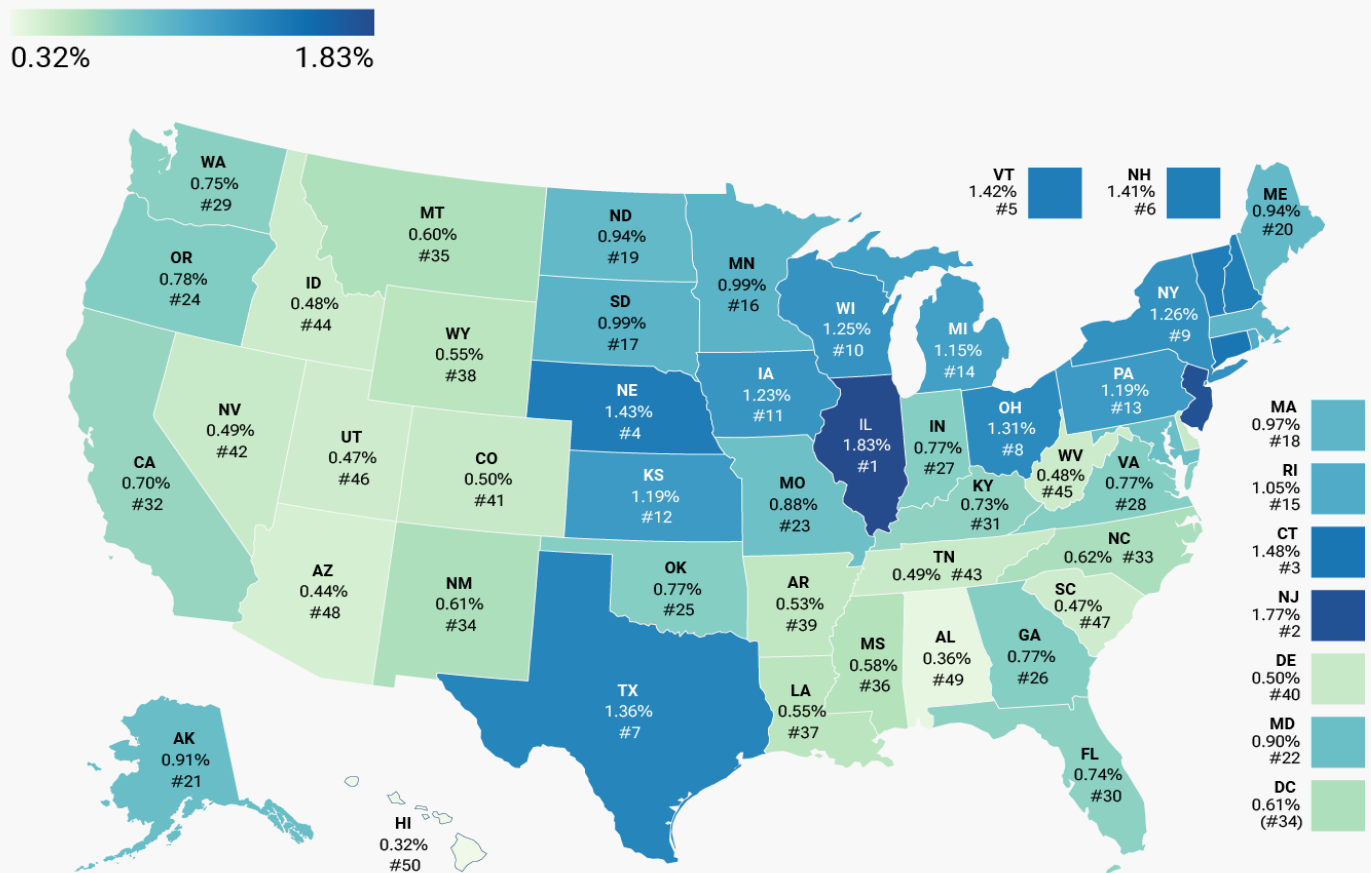 0.32% 1.83%
WA
0.75%
#29
OR
0.78%
#24
CA
0.70%
#32
ID
0.48%
#44
NV
0.49%
#42
MT
0.60%
#35
WY
0.55%
#38
UT
0.47%
#46
CO
0.50%
#41
AZ
0.44%
#48
NM
0.61%
#34
ND
0.94%
#19
SD
0.99%
#17
NE
1.43%
#4
KS
1.19%
#12
OK
0.77%
#25
TX
1.36%
#7
MN
0.99%
#16
IA
1.23%
#11
MO
0.88%
#23
AR
0.53%
#39
LA
0.55%
#37
WI
1.25%
#10
IL
1.83%
#1
MI
1.15%
#14
IN
0.77%
#27
OH
1.31%
#8
KY
0.73%
#31
TN
0.49% #43
MS
0.58%
#36
AL
0.36%
#49
GA
0.77%
#26
FL
0.74%
#30
SC
0.47%
#47
NC
0.62% #33
VA
0.77%
#28
WV
0.48%
#45
PA
1.19%
#13
NY
1.26%
#9
VT
1.42%
#5
NH
1.41%
#6
ME
0.94%
#20
MA
0.97%
#18
RI
1.05%
#15
CT
1.48%
#3
NJ
1.77%
#2
DE
0.50%
#40
MD
0.90%
#22
DC
0.61%
(#34)
AK
0.91%
#21
HI
0.32%
#50